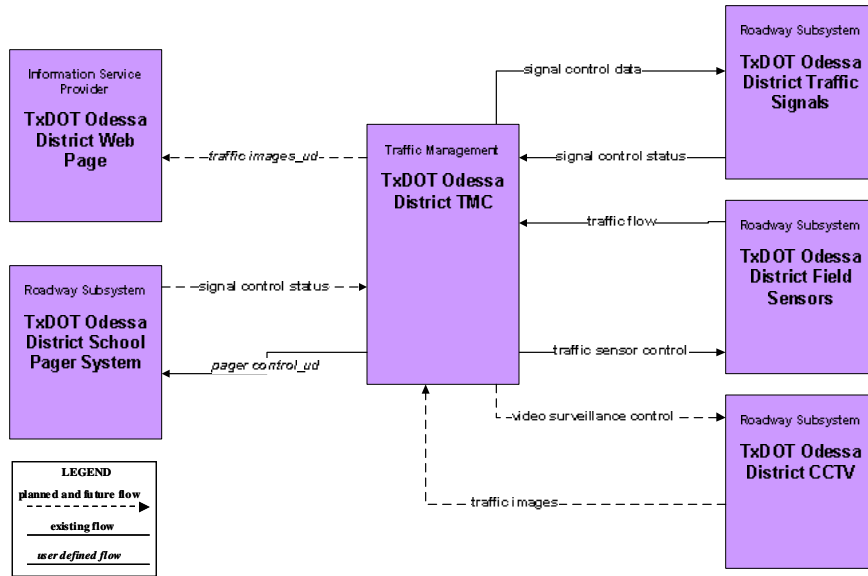 Information Service
Provider
TxDOT Odessa
District Web
Page
Roadway Subsystem
TxDOT Odessa
District School
Pager System
traffic images_ud
signal control status
pager control_ud
Traffic Management
TxDOT Odessa
District TMC
signal control data
signal control status
traffic flow
traffic sensor control
video surveillance control
traffic images
Roadway Subsystem
TxDOT Odessa
District Traffic
Signals
Roadway Subsystem
TxDOT Odessa
District Field
Sensors
Roadway Subsystem
TxDOT Odessa
District CCTV
LEGEND
planned and future flow
existing flow
user defined flow